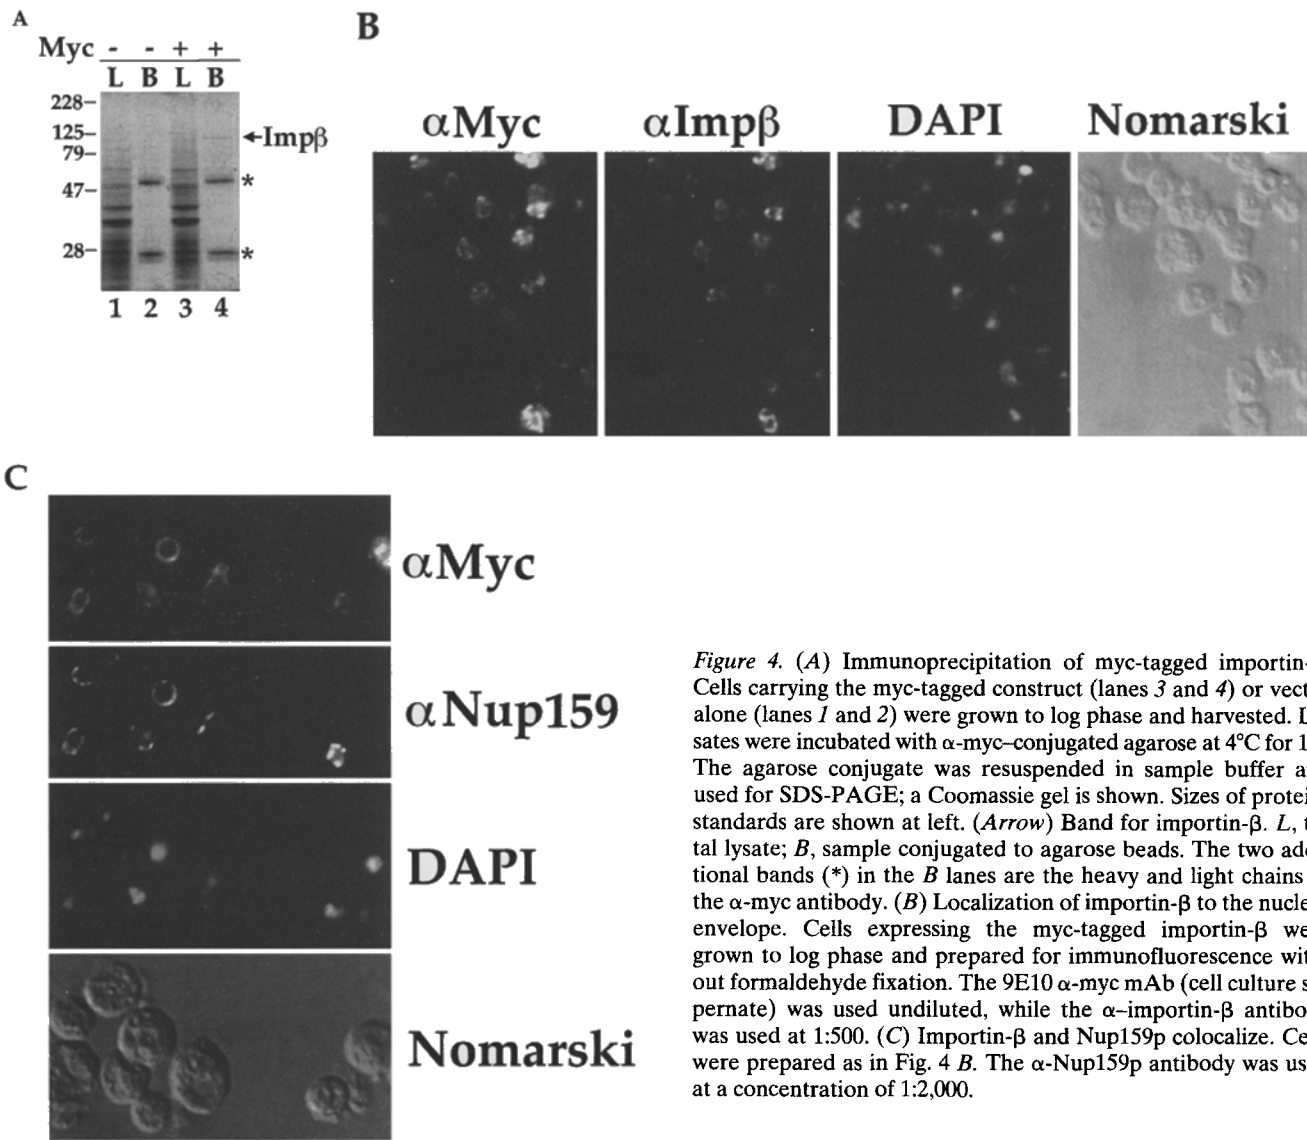 A
Myc - - + +
L B L B
228-
125-
←Impβ
79-
47-
*
28-
*
1 2 3 4
B
αMyc αImpβ DAPI Nomarski
C
αMyc
αNup159
DAPI
Nomarski
Figure 4. (A) Immunoprecipitation of myc-tagged importin-
Cells carrying the myc-tagged construct (lanes 3 and 4) or vect
alone (lanes 1 and 2) were grown to log phase and harvested. L
sates were incubated with α-myc–conjugated agarose at 4°C for 1
The agarose conjugate was resuspended in sample buffer a
used for SDS-PAGE; a Coomassie gel is shown. Sizes of protei
standards are shown at left. (Arrow) Band for importin-β. L, t
tal lysate; B, sample conjugated to agarose beads. The two add
tional bands (*) in the B lanes are the heavy and light chains
the α-myc antibody. (B) Localization of importin-β to the nucle
envelope. Cells expressing the myc-tagged importin-β we
grown to log phase and prepared for immunofluorescence wit
out formaldehyde fixation. The 9E10 α-myc mAb (cell culture s
pernate) was used undiluted, while the α–importin-β antibo
was used at 1:500. (C) Importin-β and Nup159p colocalize. Ce
were prepared as in Fig. 4 B. The α-Nup159p antibody was us
at a concentration of 1:2,000.